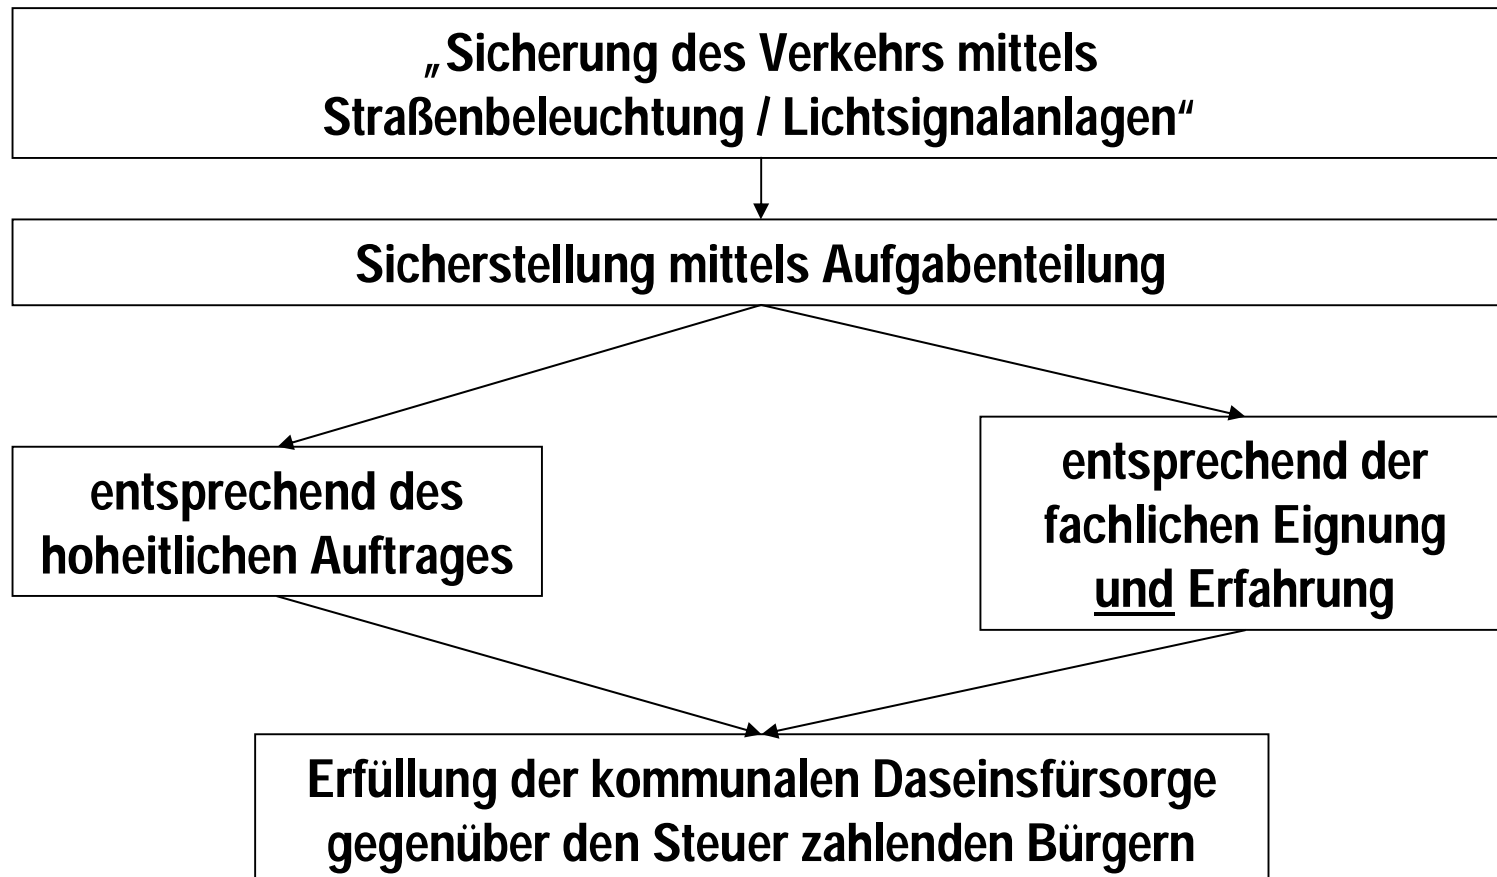 „Sicherung des Verkehrs mittels
Straßenbeleuchtung / Lichtsignalanlagen“
Sicherstellung mittels Aufgabenteilung
entsprechend des
hoheitlichen Auftrages
entsprechend der
fachlichen Eignung
und Erfahrung
Erfüllung der kommunalen Daseinsfürsorge
gegenüber den Steuer zahlenden Bürgern